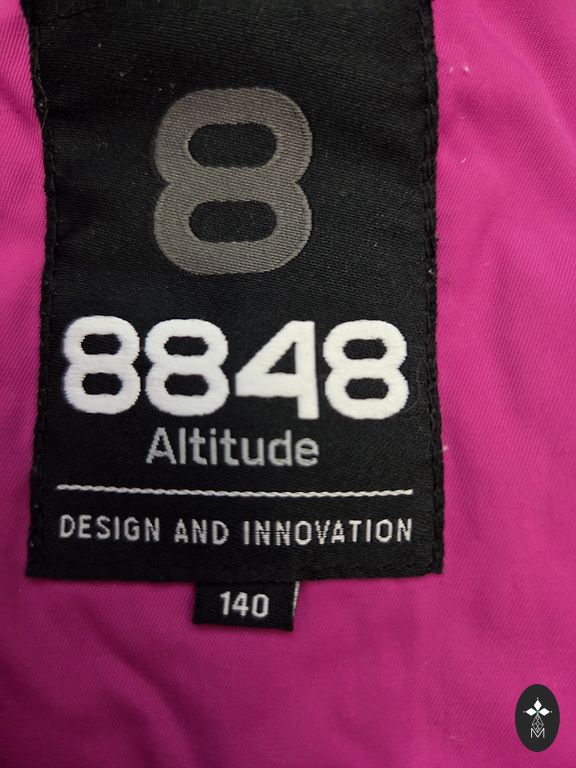 8
8848
Altitude
DESIGN AND INNOVATION
140
M